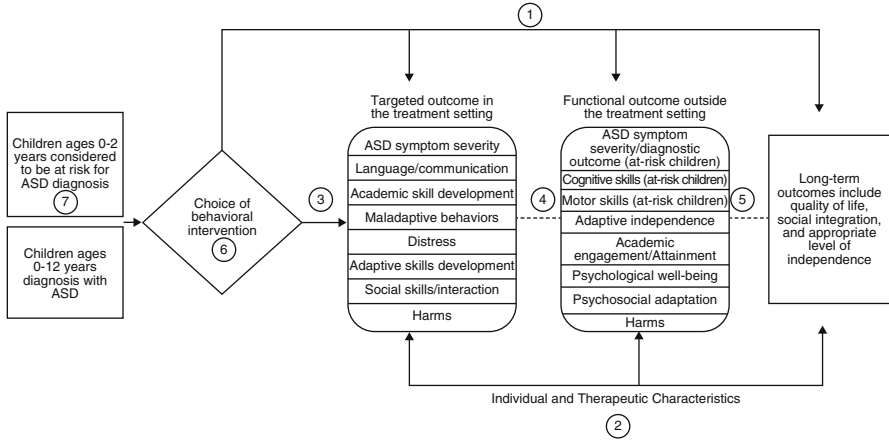 1
Children ages 0-2
years considered
to be at risk for
ASD diagnosis
7
Children ages
0-12 years
diagnosis with
ASD
Choice of
behavioral
intervention
6
3
Targeted outcome in
the treatment setting
ASD symptom severity
Language/communication
Academic skill development
Maladaptive behaviors
Distress
Adaptive skills development
Social skills/interaction
Harms
4
Functional outcome outside
the treatment setting
ASD symptom
severity/diagnostic
outcome (at-risk children)
Cognitive skills (at-risk children)
Motor skills (at-risk children)
Adaptive independence
Academic
engagement/Attainment
Psychological well-being
Psychosocial adaptation
Harms
5
Long-term
outcomes include
quality of life,
social integration,
and appropriate
level of
independence
Individual and Therapeutic Characteristics
2